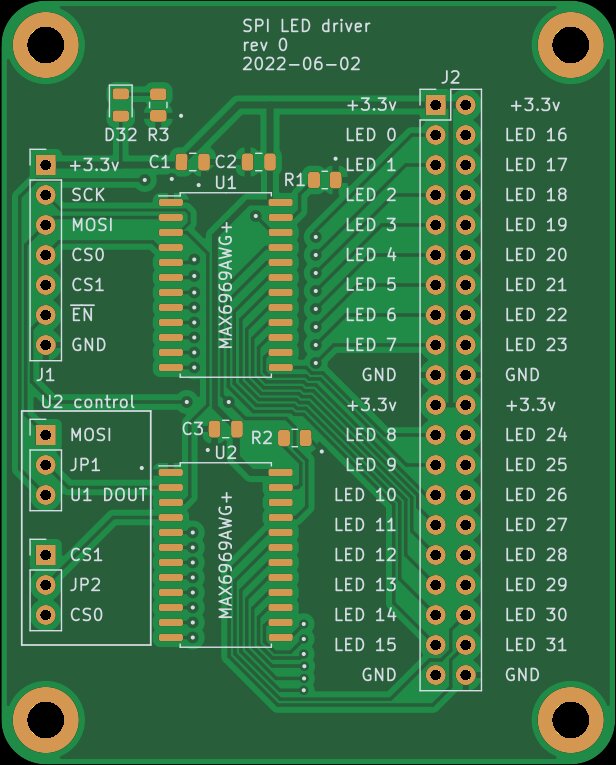 SPI LED driver
rev 0
2022-06-02
J2
+3.3v +3.3v
D32 R3
LED 0 LED 16
C1 C2
+3.3v
LED 1 LED 17
U1
R1
SCK
LED 2 LED 18
MOSI
LED 3 LED 19
CS0
LED 4 LED 20
CS1
LED 5 LED 21
EN
LED 6 LED 22
GND
LED 7 LED 23
MAX6969AWG+
J1
GND GND
U2 control
+3.3v +3.3v
C3
R2
MOSI
LED 8 LED 24
U2
JP1
LED 9 LED 25
U1 DOUT
LED 10 LED 26
LED 11 LED 27
CS1
LED 12 LED 28
JP2
LED 13 LED 29
CS0
LED 14 LED 30
MAX6969AWG+
LED 15 LED 31
GND GND